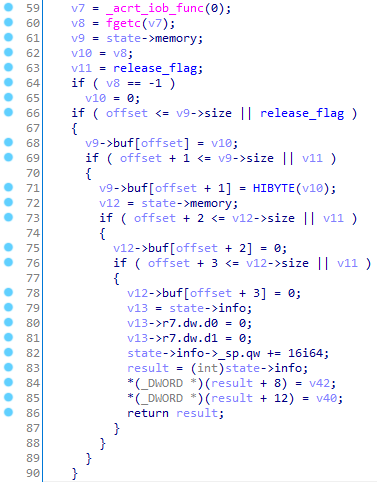 59 v7 = _acrt_iob_func(0);
60 v8 = fgetc(v7);
61 v9 = state->memory;
62 v10 = v8;
63 v11 = release_flag;
64 if ( v8 == -1 )
65 v10 = 0;
66 if ( offset <= v9->size || release_flag )
67 {
68 v9->buf[offset] = v10;
69 if ( offset + 1 <= v9->size || v11 )
70 {
71 v9->buf[offset + 1] = HIBYTE(v10);
72 v12 = state->memory;
73 if ( offset + 2 <= v12->size || v11 )
74 {
75 v12->buf[offset + 2] = 0;
76 if ( offset + 3 <= v12->size || v11 )
77 {
78 v12->buf[offset + 3] = 0;
79 v13 = state->info;
80 v13->r7.dw.d0 = 0;
81 v13->r7.dw.d1 = 0;
82 state->info->_sp.qw += 16i64;
83 result = (int)state->info;
84 *(_DWORD *)(result + 8) = v42;
85 *(_DWORD *)(result + 12) = v40;
86 return result;
87 }
88 }
89 }
90 }